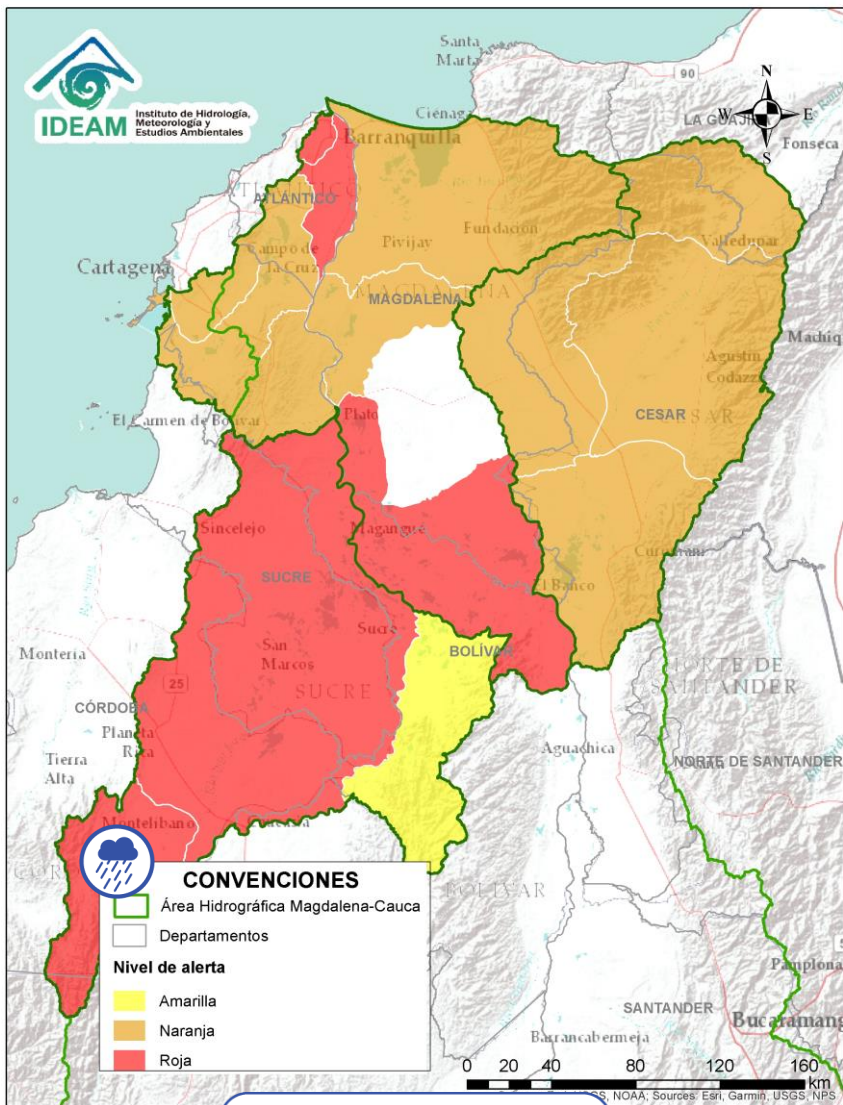 IDEAM
Instituto de Hidrología,
Meteorología y
Estudios Ambientales
Santa
Marta
90
N
W
E
S
LA GUAJIRA
Ciénaga
Fonseca
Barranquilla
ATLÁNTICO
Fundación
Valledupar
Campo de
la Cruz
Pivijay
Cartagena
MAGDALENA
Agustín
Codazzi
El Carmen de Bolívar
Plato
CESAR
Sincelejo
Magangué
SUCRE
El Banco
Sucre
San
Marcos
BOLÍVAR
Montería
SUCRE
NORTE DE
SANTANDER
25
CÓRDOBA
Planeta
Rica
Aguachica
Tierra
Alta
NORTE DE SANTANDER
Montelíbano
CONVENCIONES
Área Hidrográfica Magdalena-Cauca
Departamentos
Nivel de alerta
Amarilla
Naranja
Roja
BOLÍVAR
Pamplona
SANTANDER
Bucaramang
Barrancabermeja
0 20 40 80 120 160
km
USGS, NOAA; Sources: Esri, Garmin, USGS, NPS